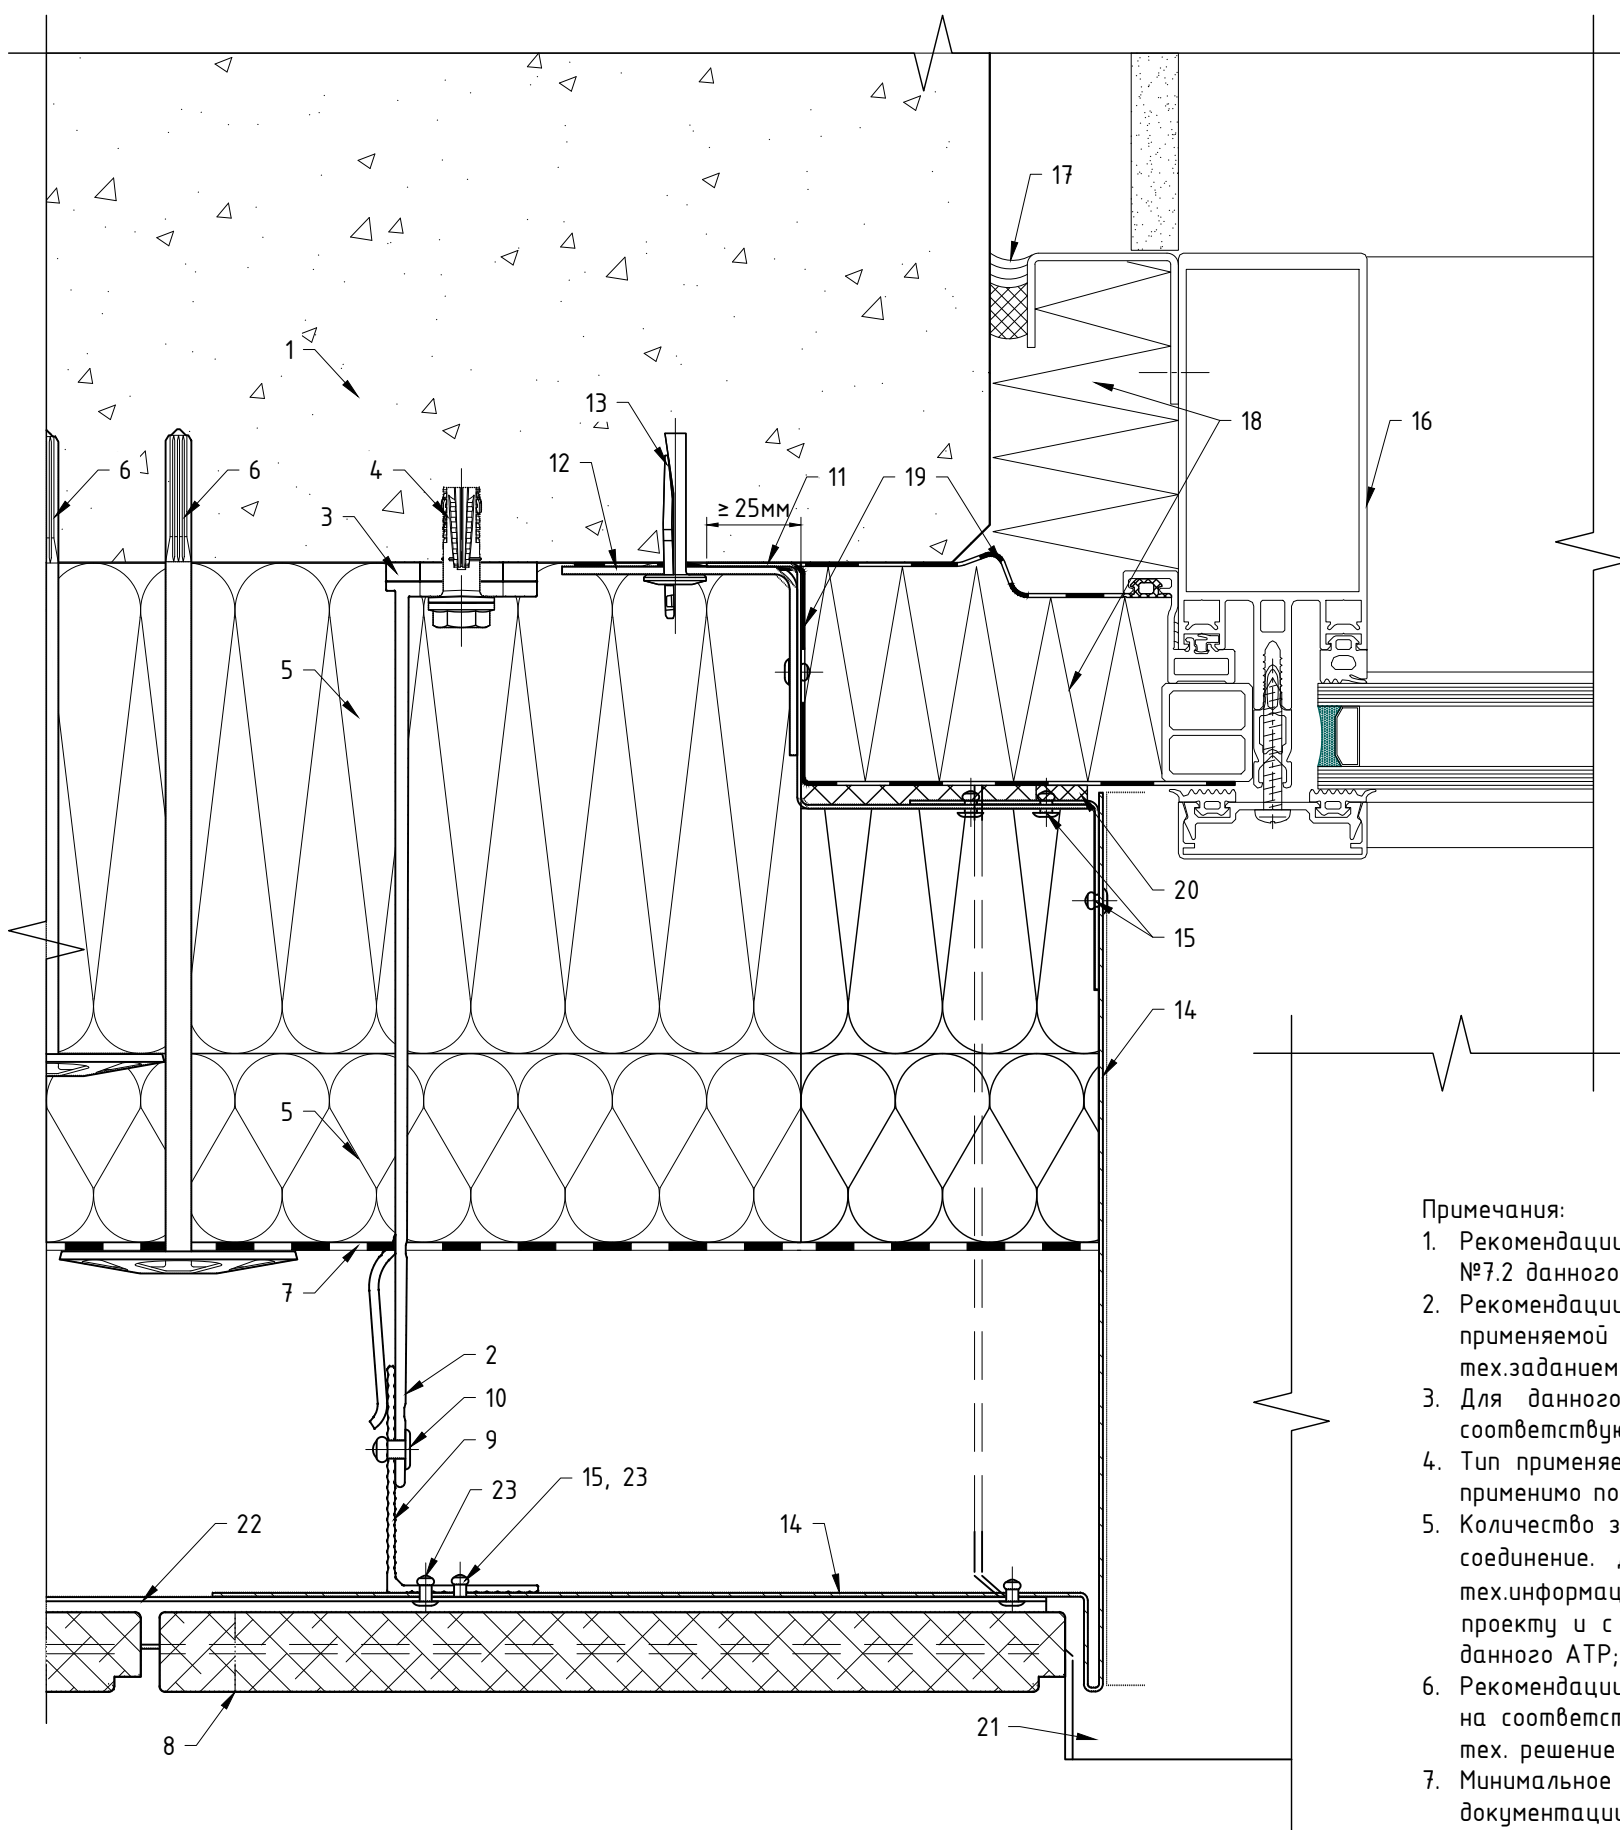 17
1
13
18
16
6
6
4
12
11
19
≥25мм
3
5
20
15
14
5
7
2
10
9
15, 23
23
22
14
21
8
Примечания:
1. Рекомендации
№7.2 данного
2. Рекомендации
применяемой
тех.заданием
3. Для данного
соответствую
4. Тип применяе
применимо по
5. Количество з
соединение.
тех.информац
проекту и с
данного АТР;
6. Рекомендации
на соответст
тех. решение
7. Минимальное
документации